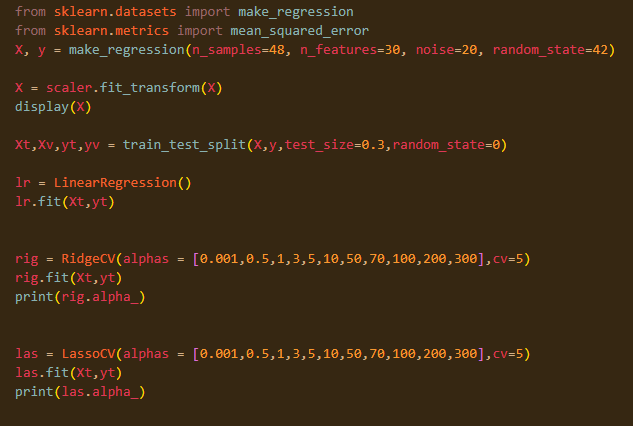 from sklearn.datasets import make_regression
from sklearn.metrics import mean_squared_error
X, y = make_regression(n_samples=48, n_features=30, noise=20, random_state=42)
X = scaler.fit_transform(X)
display(X)
Xt,Xv,yt,yv = train_test_split(X,y,test_size=0.3,random_state=0)
lr = LinearRegression()
lr.fit(Xt,yt)
rig = RidgeCV(alphas = [0.001,0.5,1,3,5,10,50,70,100,200,300],cv=5)
rig.fit(Xt,yt)
print(rig.alpha_)
las = LassoCV(alphas = [0.001,0.5,1,3,5,10,50,70,100,200,300],cv=5)
las.fit(Xt,yt)
print(las.alpha_)